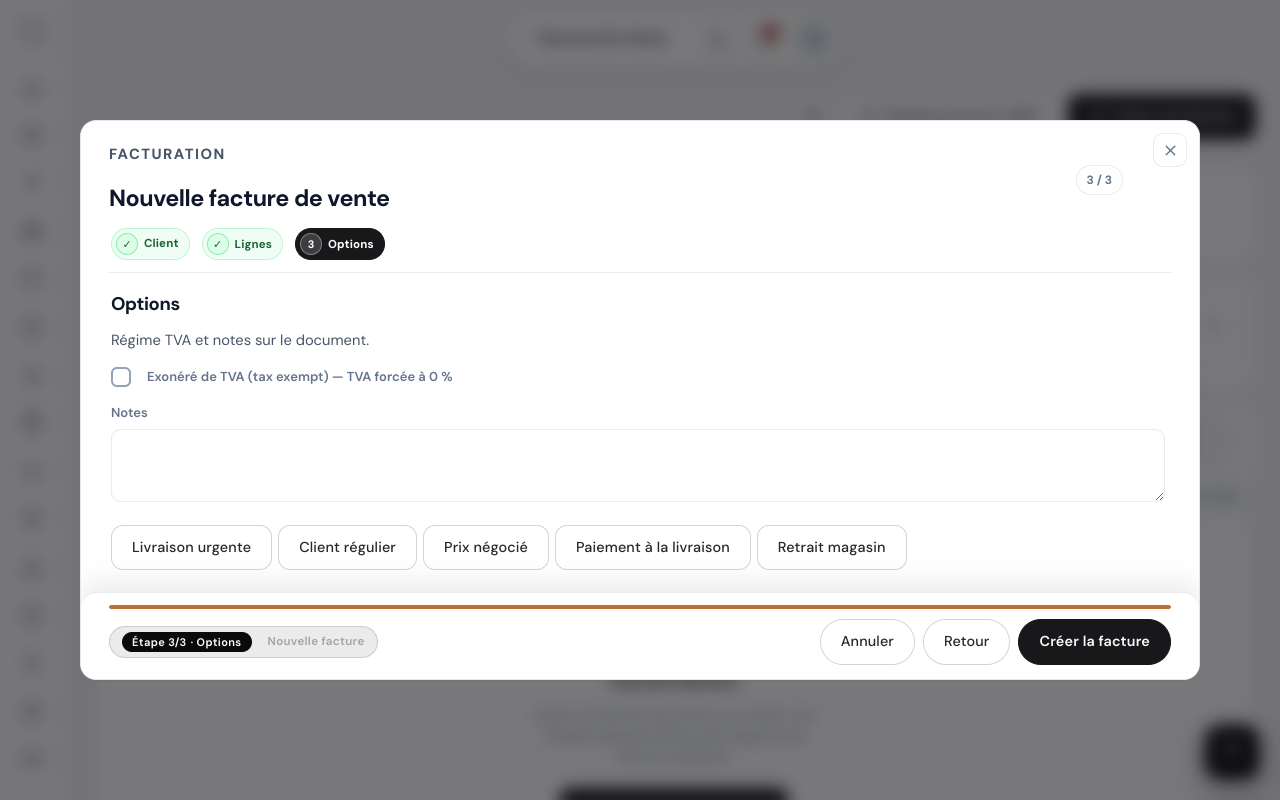 FACTURATION
Nouvelle facture de vente
3 / 3
✓ Client ✓ Lignes 3 Options
Options
Régime TVA et notes sur le document.
Exonéré de TVA (tax exempt) — TVA forcée à 0 %
Notes
Livraison urgente Client régulier Prix négocié Paiement à la livraison Retrait magasin
Étape 3/3 · Options Nouvelle facture Annuler Retour Créer la facture